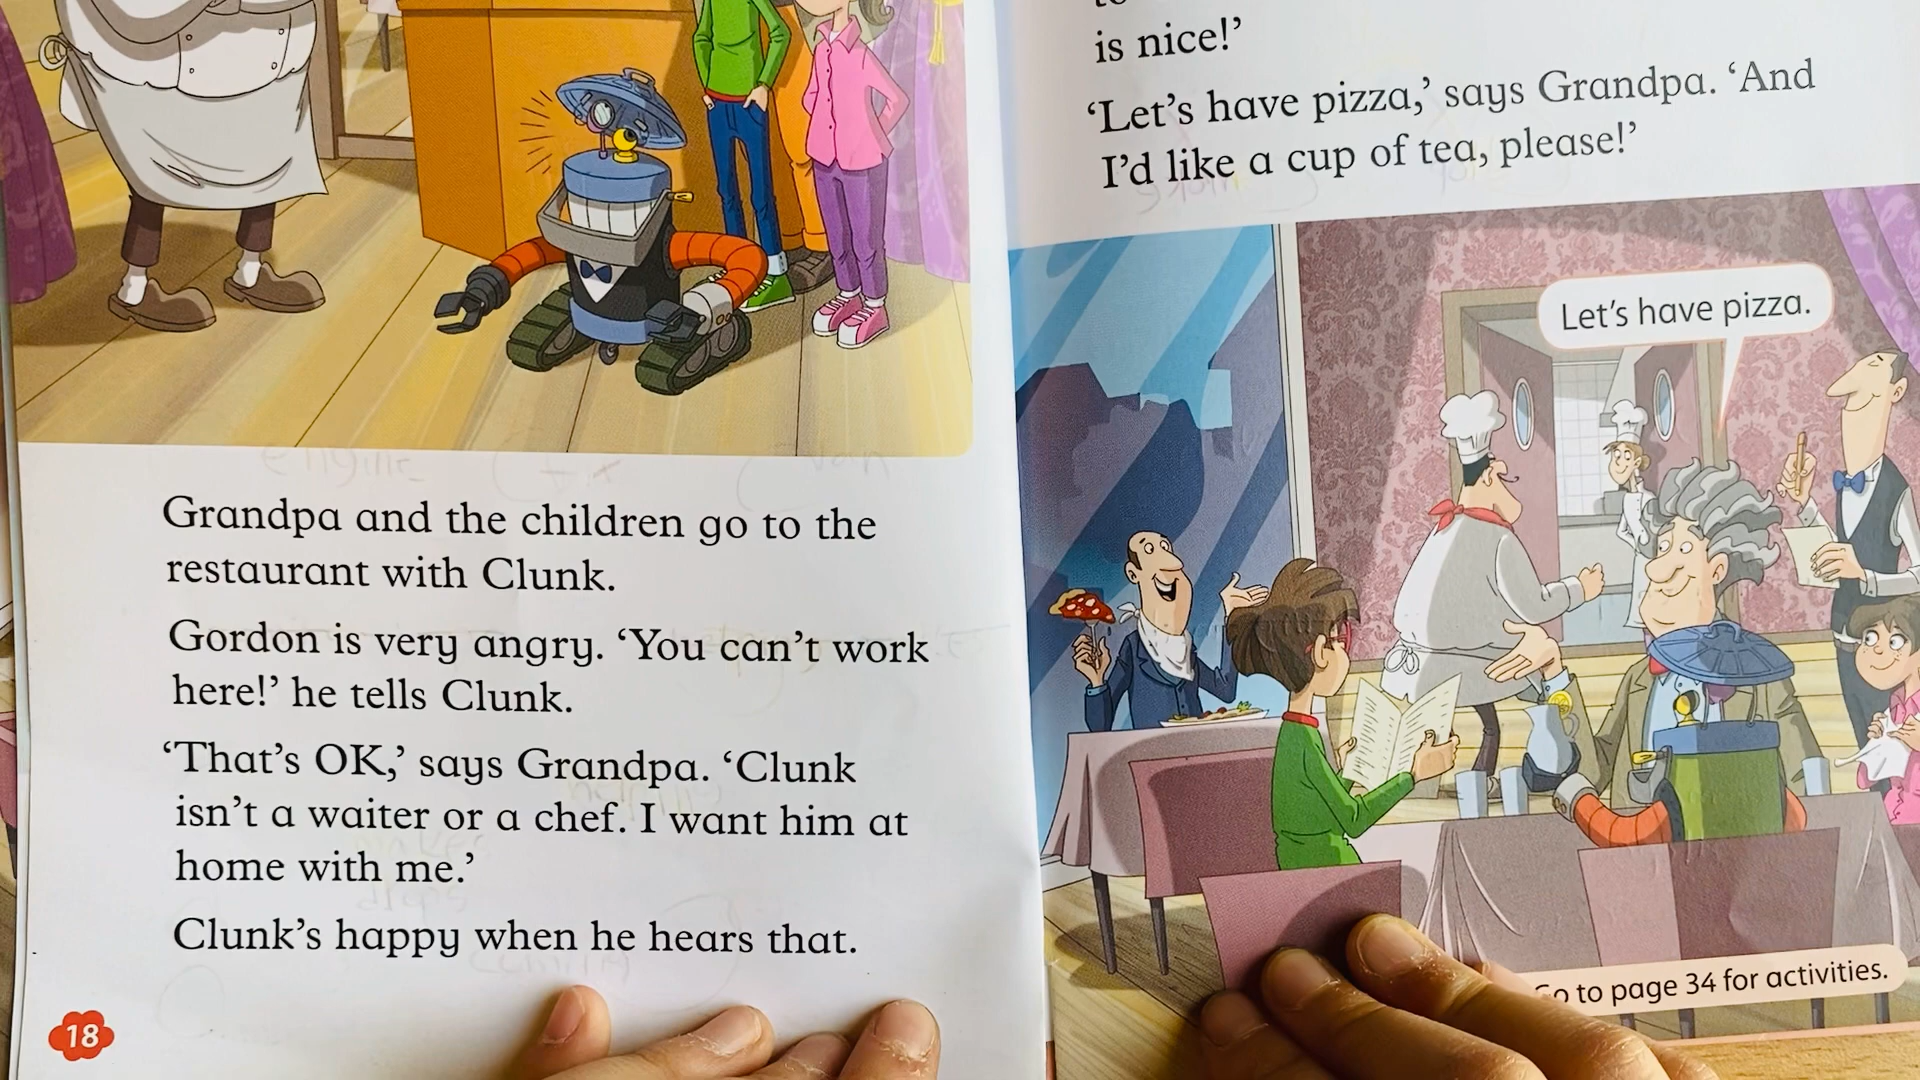 Grandpa and the children go to the
restaurant with Clunk.
Gordon is very angry. ‘You can’t work
here!’ he tells Clunk.
‘That’s OK,’ says Grandpa. ‘Clunk
isn’t a waiter or a chef. I want him at
home with me.’
Clunk’s happy when he hears that.
18
is nice!’
‘Let’s have pizza,’ says Grandpa. ‘And
I’d like a cup of tea, please!’
Let’s have pizza.
to page 34 for activities.